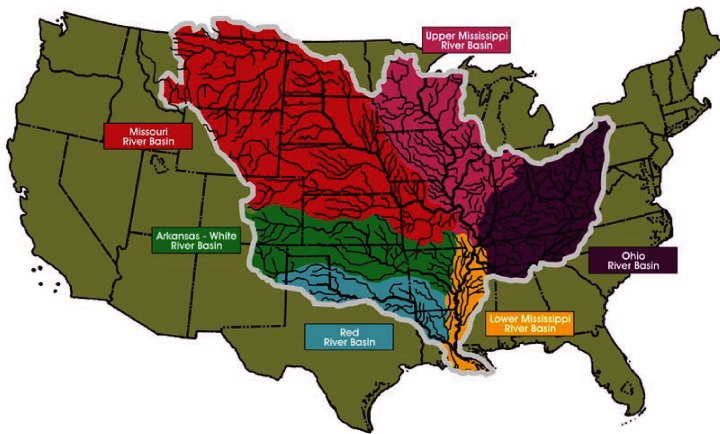 Upper Mississippi
River Basin
Missouri
River Basin
Arkansas - White
River Basin
Ohio
River Basin
Lower Mississippi
River Basin
Red
River Basin